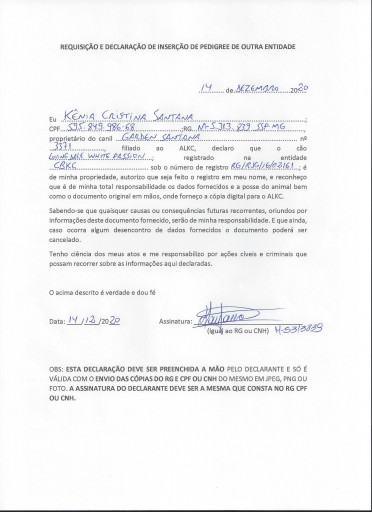 REQUISIÇÃO E DECLARAÇÃO DE INSERÇÃO DE PEDIGREE DE OUTRA ENTIDADE
14 de DEZEMBRO 2020
Eu KÊNIA CRISTINA SANTANA;
CPF 595.849.986-68 ;RG M-5.313.839 SSP-MG,
proprietário do canil GARDEN SANTANA nº
3371, filiado ao ALKC, declaro que o cão
WHITE PASSION, registrado na entidade
CBKC sob o número de registro é
de minha propriedade, autorizo que seja feito o registro em meu nome, e reconheço
que é de minha total responsabilidade os dados fornecidos e a posse do animal bem
como o documento original em mãos, onde forneço a cópia digital para o ALKC.
Sabendo-se que quaisquer causas ou consequências futuras recorrentes, oriundos por
informações deste documento fornecido, serão de minha responsabilidade. E que ainda,
caso ocorra algum desencontro de dados fornecidos o documento poderá ser
cancelado.
Tenho ciência dos meus atos e me responsabilizo por ações cíveis e criminais que
possam recorrer sobre as informações aqui declaradas.
O acima descrito é verdade e dou fé
Data: 14/12/2020 Assinatura:
(Igual ao RG ou CNH) M-5313839
OBS: ESTA DECLARAÇÃO DEVE SER PREENCHIDA A MÃO PELO DECLARANTE E SÓ É
VÁLIDA COM O ENVIO DAS CÓPIAS DO RG E CPF OU CNH DO MESMO EM JPEG, PNG OU
FOTO. A ASSINATURA DO DECLARANTE DEVE SER A MESMA QUE CONSTA NO RG CPF
OU CNH.